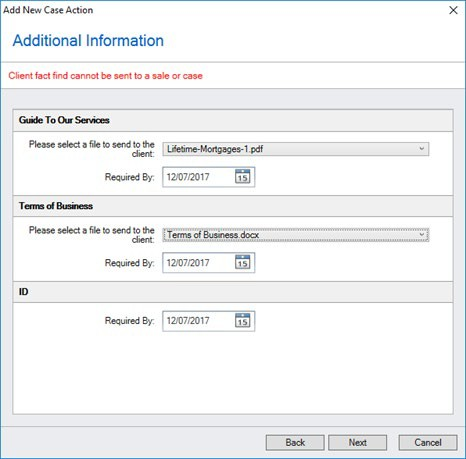 Add New Case Action
Additional Information
Client fact find cannot be sent to a sale or case
Guide To Our Services
Please select a file to send to the
client:
Lifetime-Mortgages-1.pdf
Required By:
12/07/2017
15
Terms of Business
Please select a file to send to the
client:
Terms of Business.docx
Required By:
12/07/2017
15
ID
Required By:
12/07/2017
15
Back
Next
Cancel